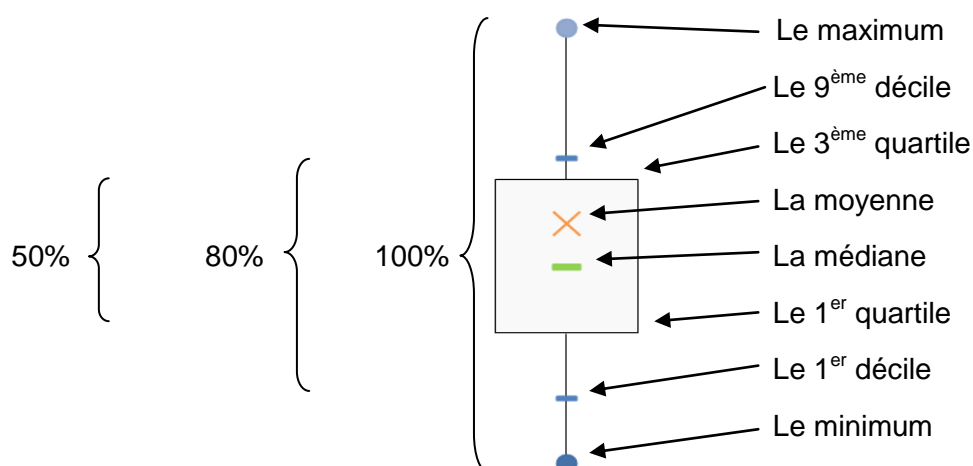 Le maximum
Le 9ème décile
Le 3ème quartile
La moyenne
50% 80% 100%
La médiane
Le 1er quartile
Le 1er décile
Le minimum